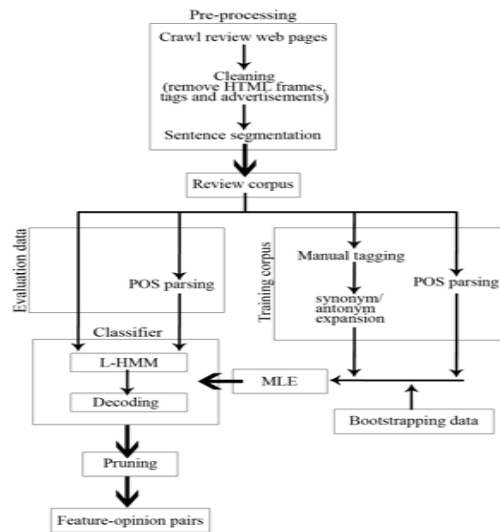 Pre-processing
Crawl review web pages
Cleaning
(remove HTML frames,
tags and advertisements)
Sentence segmentation
Review corpus
Evaluation data
POS parsing
Training corpus
Manual tagging
synonym/
antonym
expansion
POS parsing
Classifier
L-HMM
Decoding
MLE
Bootstrapping data
Pruning
Feature-opinion pairs